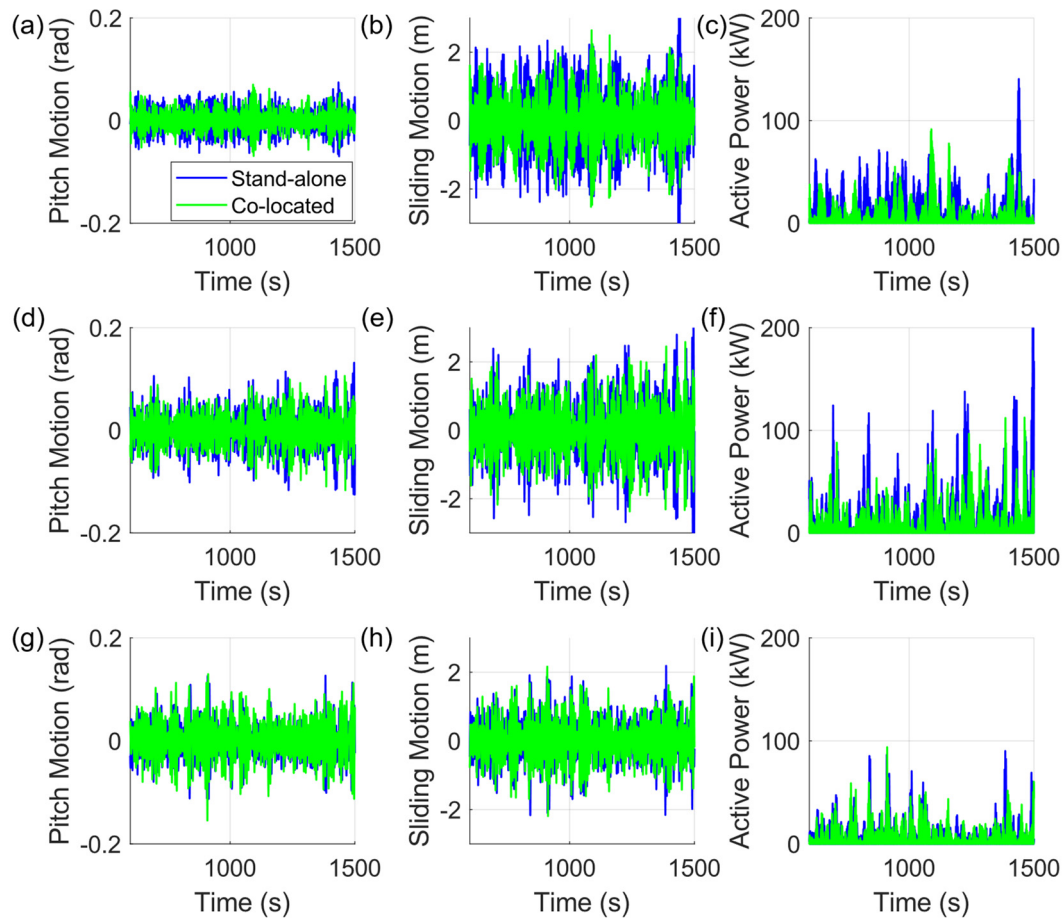 (a)
Pitch Motion (rad)
0.2
0
-0.2
Stand-alone
Co-located
1000
1500
Time (s)
(b)
Sliding Motion (m)
2
0
-2
1000
1500
Time (s)
(c)
Active Power (kW)
200
100
0
1000
1500
Time (s)
(d)
Pitch Motion (rad)
0.2
0
-0.2
1000
1500
Time (s)
(e)
Sliding Motion (m)
2
0
-2
1000
1500
Time (s)
(f)
Active Power (kW)
200
100
0
1000
1500
Time (s)
(g)
Pitch Motion (rad)
0.2
0
-0.2
1000
1500
Time (s)
(h)
Sliding Motion (m)
2
0
-2
1000
1500
Time (s)
(i)
Active Power (kW)
200
100
0
1000
1500
Time (s)